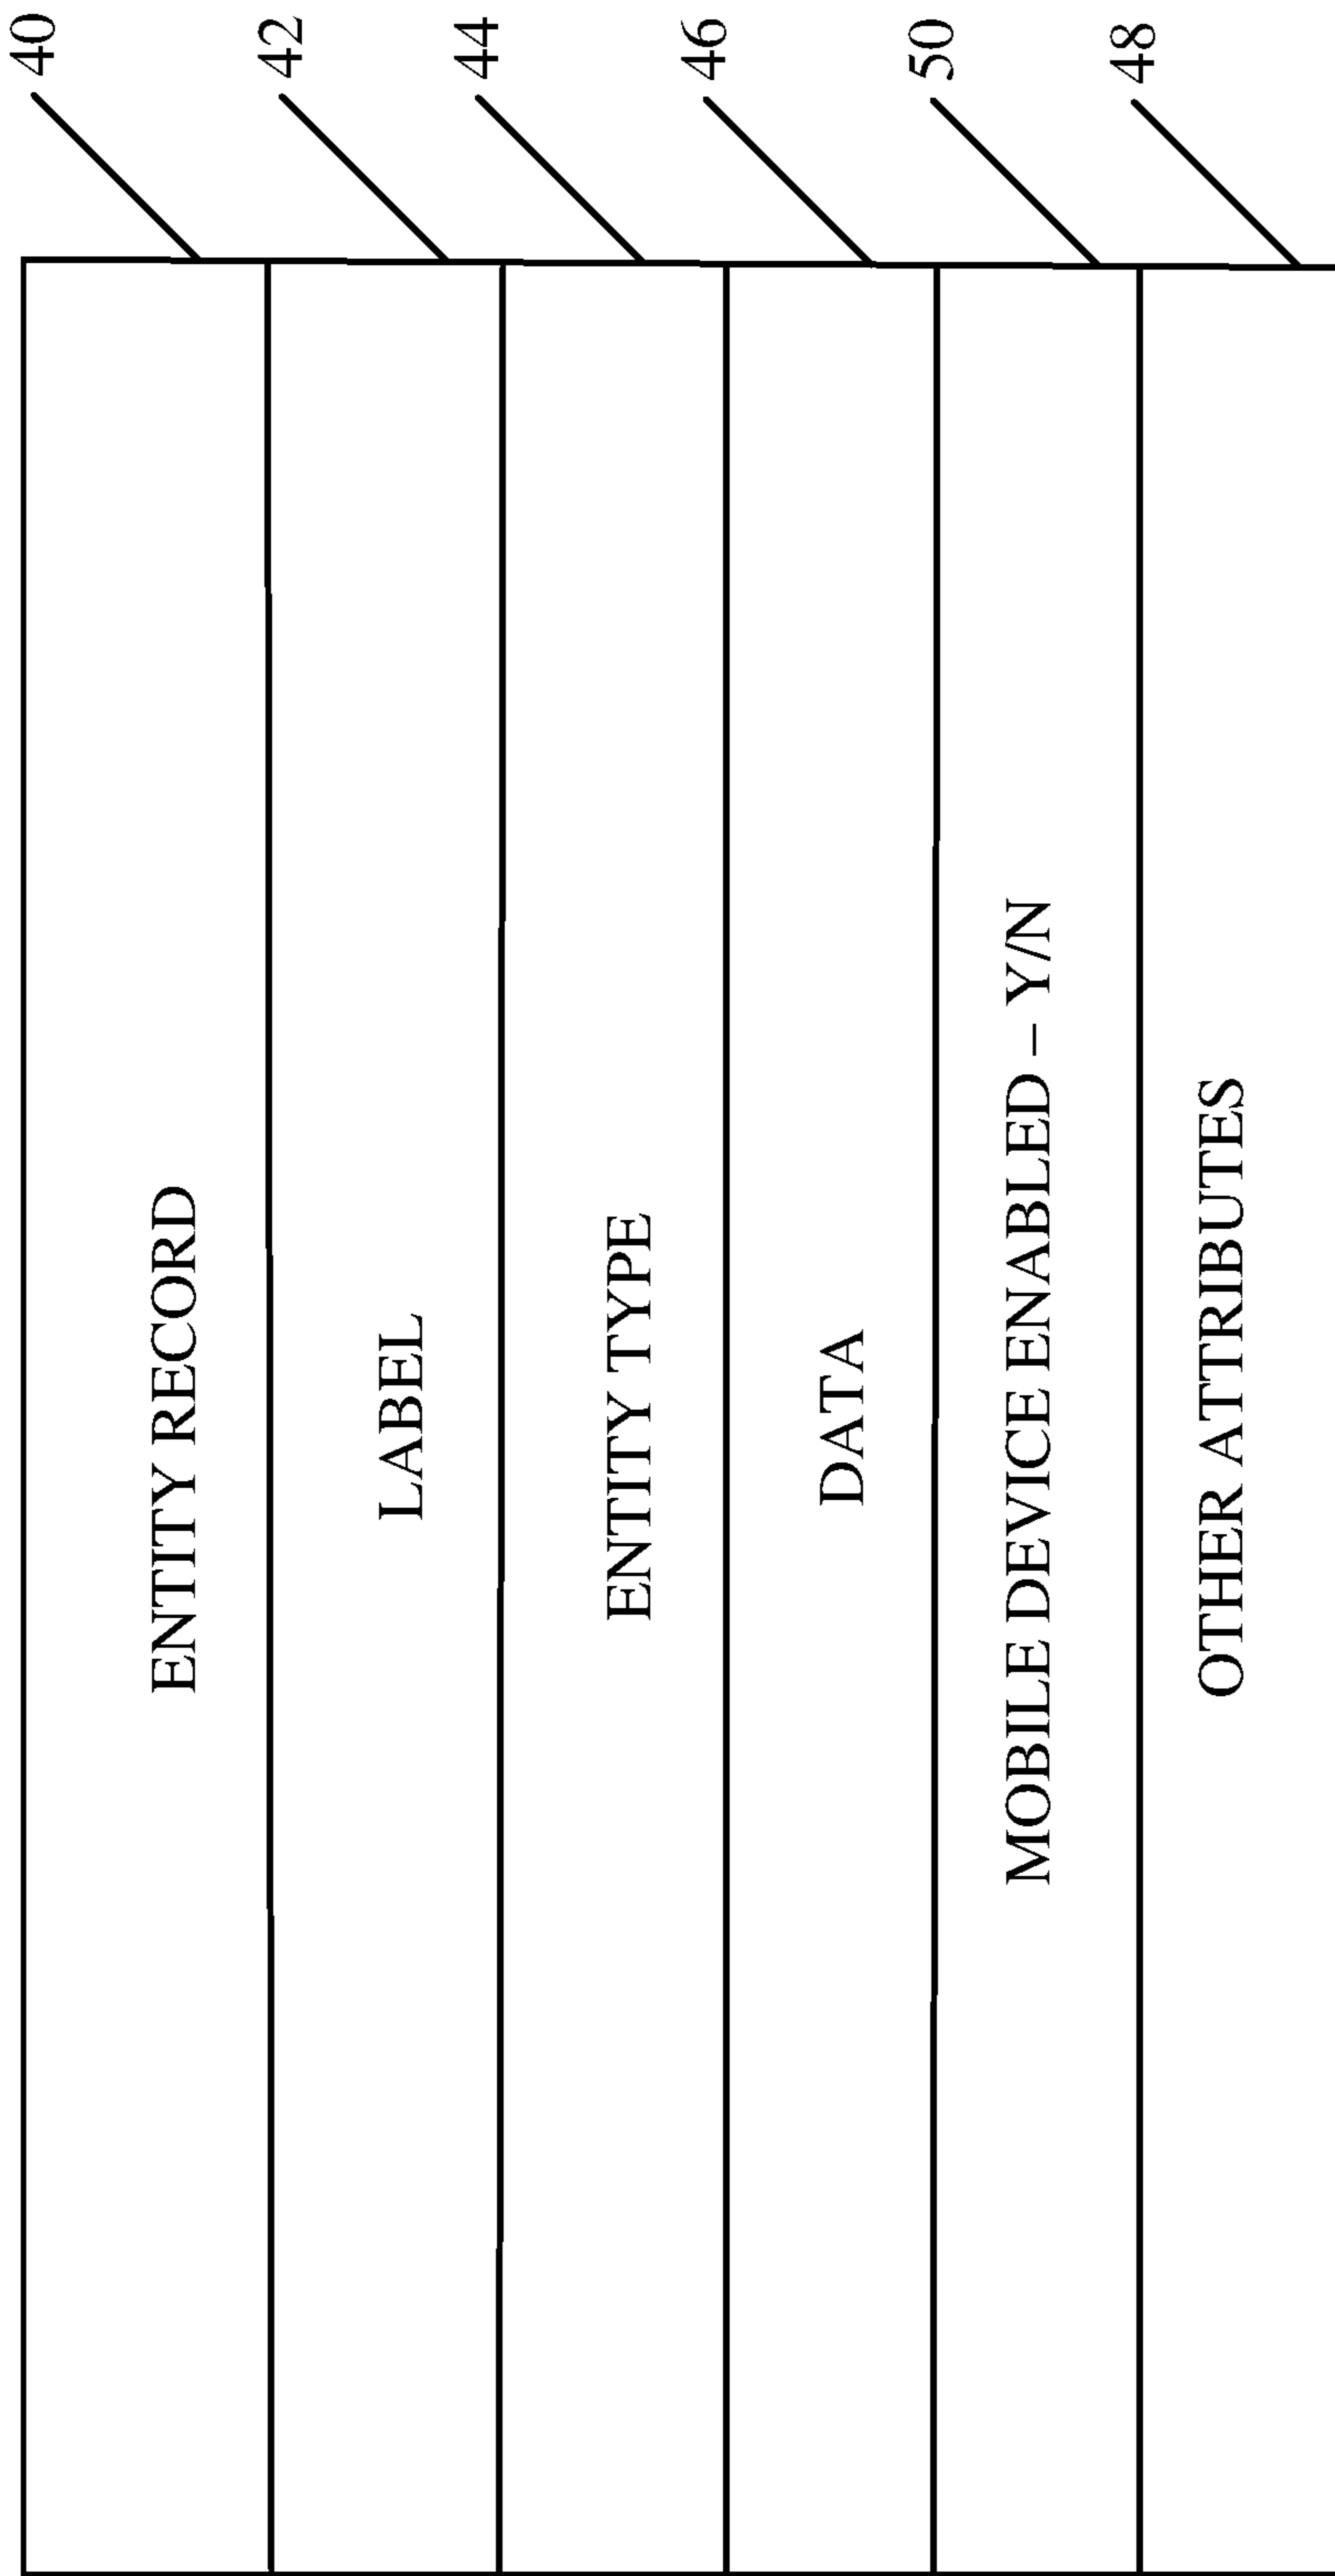 ENTITY RECORD 40
LABEL 42
ENTITY TYPE 44
DATA 46
MOBILE DEVICE ENABLED – Y/N 50
OTHER ATTRIBUTES 48